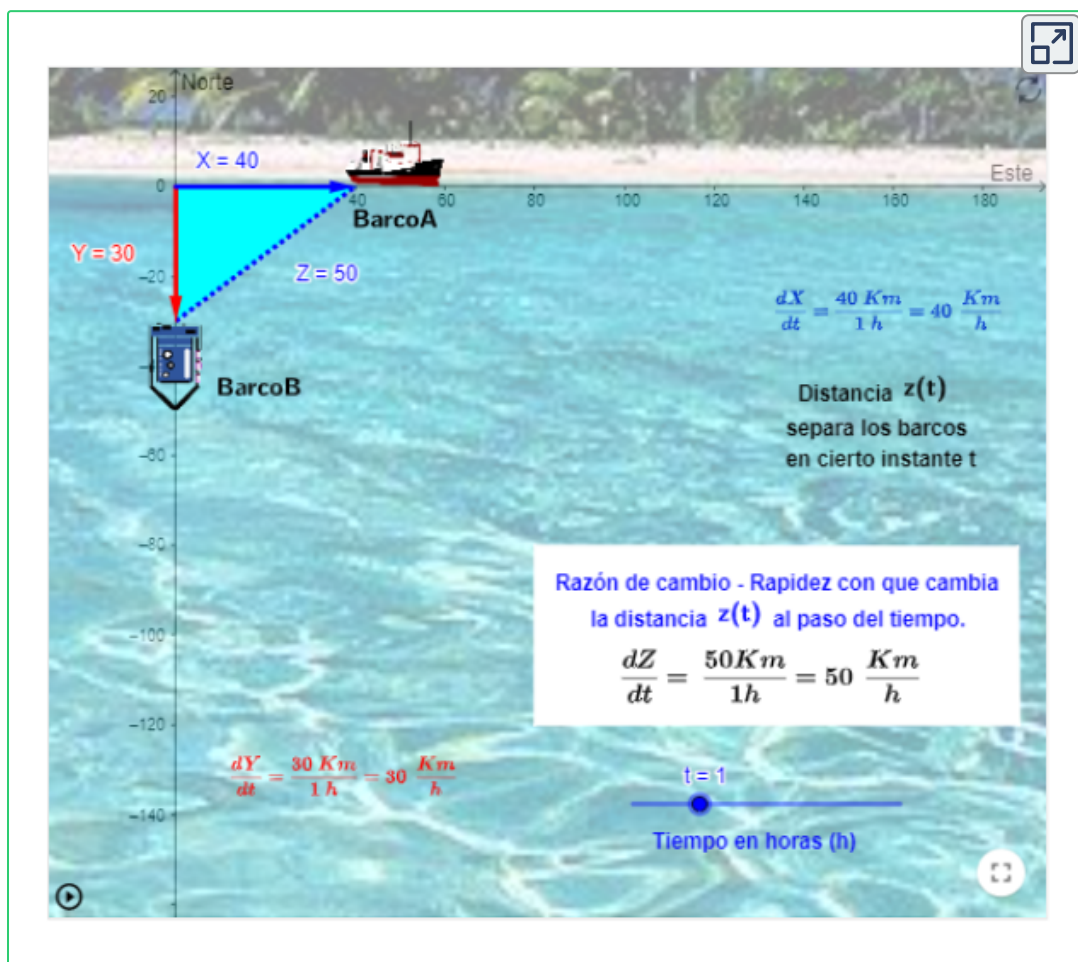 Norte
20
X = 40
Este
0
40 60 80 100 120 140 160 180
BarcoA
Y = 30
−20
Z = 50
dX/dt = 40 Km/1 h = 40 Km/h
BarcoB
Distancia z(t)
separa los barcos
en cierto instante t
−60
−80
Razón de cambio - Rapidez con que cambia
la distancia z(t) al paso del tiempo.
−100
dZ/dt = 50Km/1h = 50 Km/h
−120
dY/dt = 30 Km/1 h = 30 Km/h
t = 1
−140
Tiempo en horas (h)